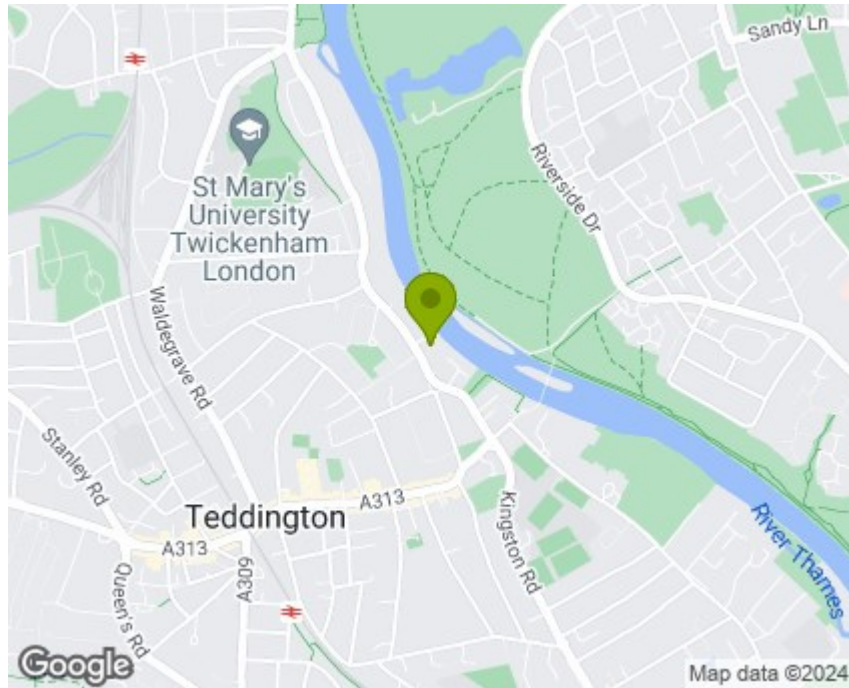 Sandy Ln
Riverside Dr
St Mary's
University
Twickenham
London
Waldegrave Rd
Stanley Rd
Teddington
A313
A313
A309
Queen's Rd
Kingston Rd
River Thames
Google
Map data ©2024